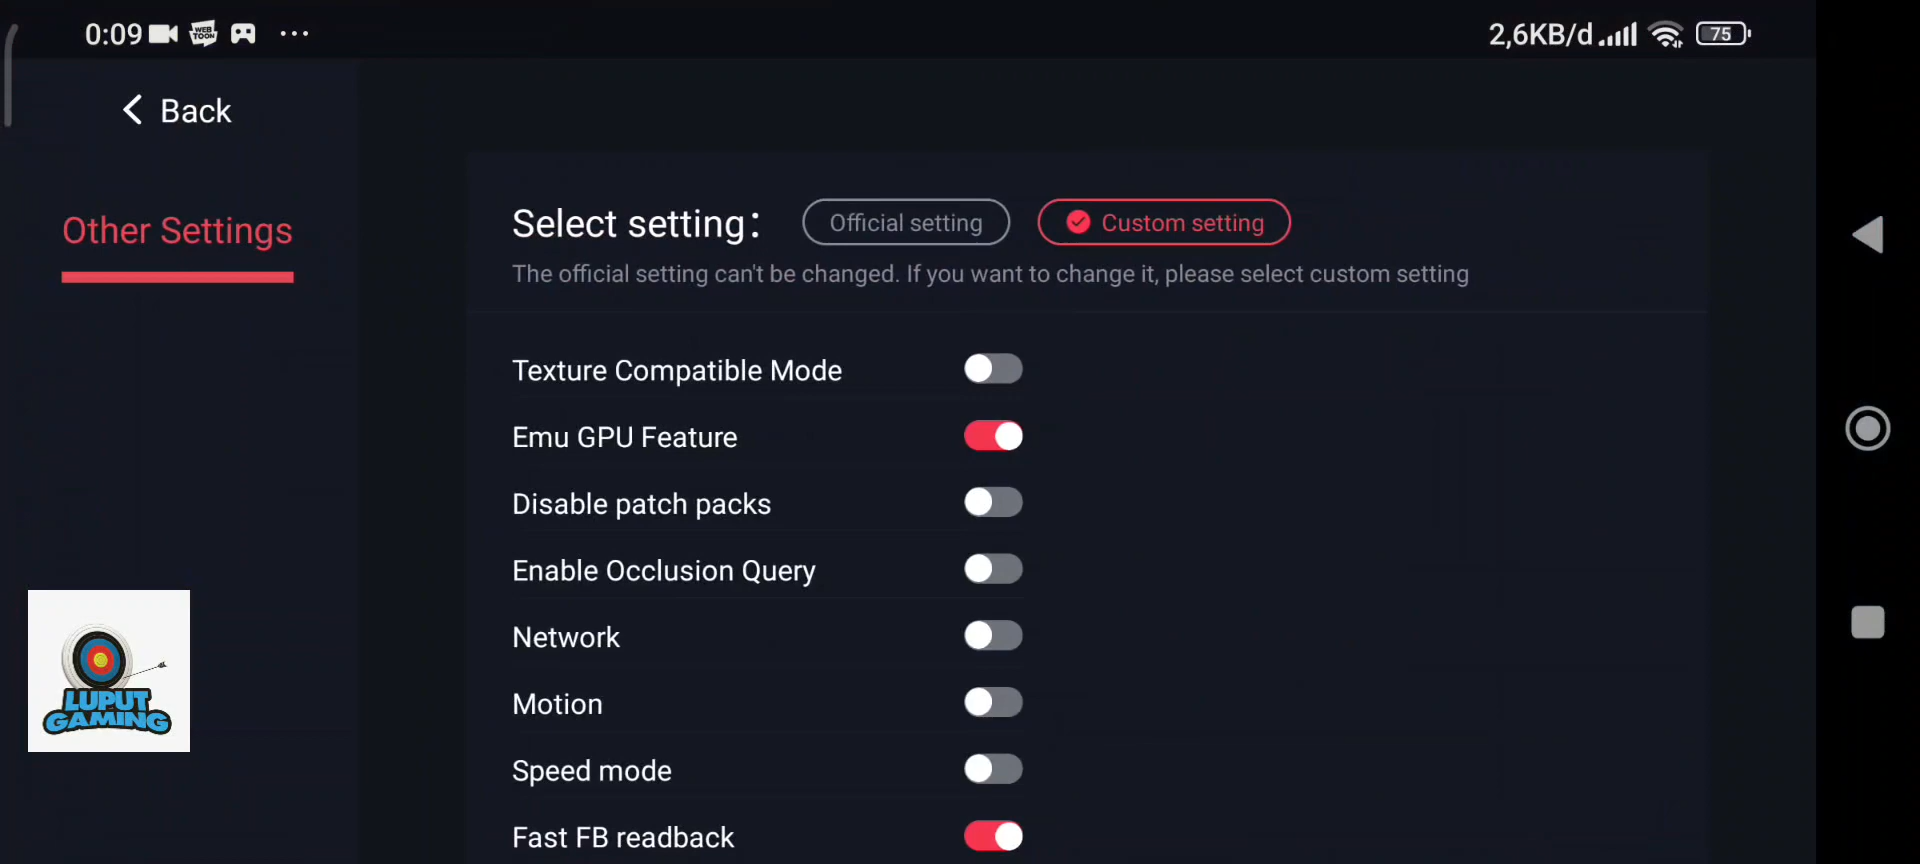 0:09 WEB TOON ... 2,6KB/d 75
Back
Other Settings
Select setting: Official setting Custom setting
The official setting can't be changed. If you want to change it, please select custom setting
Texture Compatible Mode
Emu GPU Feature
Disable patch packs
Enable Occlusion Query
Network
Motion
Speed mode
Fast FB readback
LUPUT
GAMING